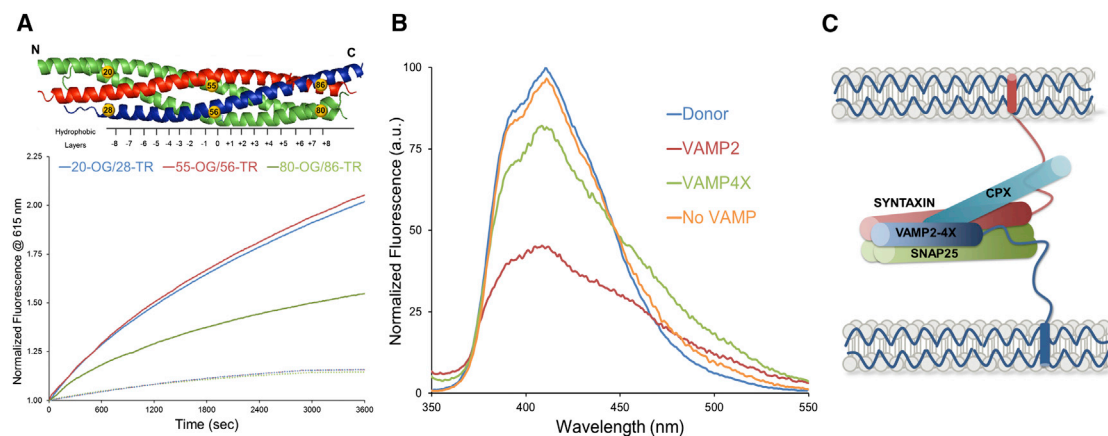 A
N
C
20
55
86
28
56
80
Hydrophobic
Layers
-8 -7 -6 -5 -4 -3 -2 -1 0 +1 +2 +3 +4 +5 +6 +7 +8
20-OG/28-TR 55-OG/56-TR 80-OG/86-TR
Normalized Fluorescence @ 615 nm
2.25
2.00
1.75
1.50
1.25
1.00
0 600 1200 1800 2400 3000 3600
Time (sec)
B
Normalized Fluorescence (a.u.)
100
75
50
25
0
Donor
VAMP2
VAMP4X
No VAMP
350 400 450 500 550
Wavelength (nm)
C
CPX
SYNTAXIN
VAMP2-4X
SNAP25